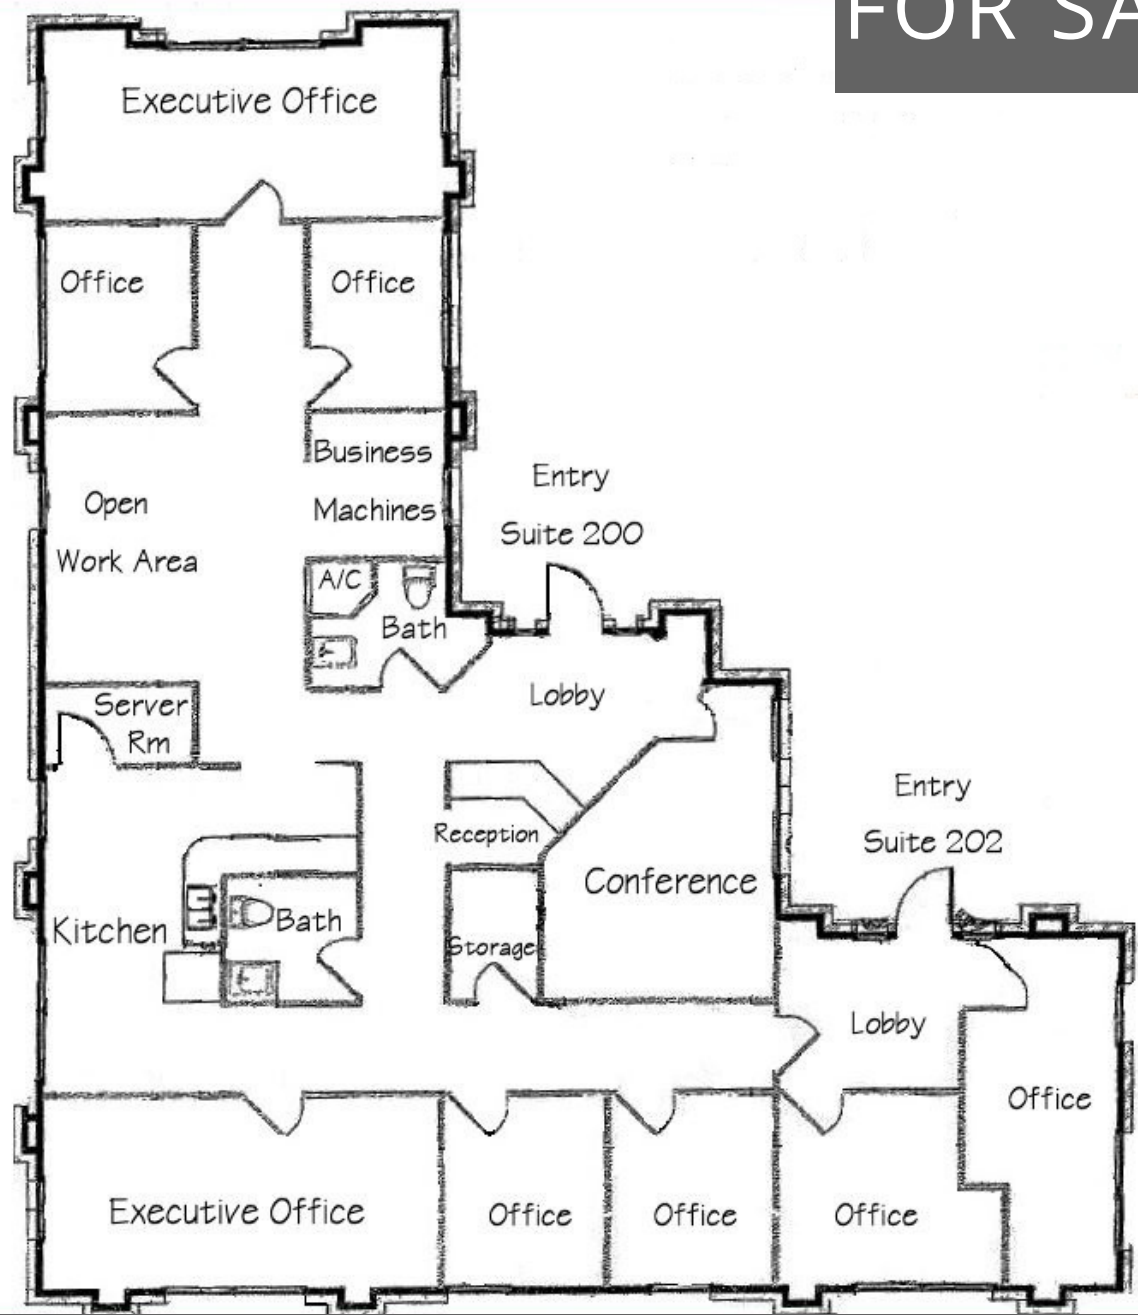 FOR SA
Executive Office
Office
Office
Business
Machines
Open
Work Area
Entry
Suite 200
A/C
Bath
Lobby
Server
Rm
Reception
Entry
Suite 202
Conference
Kitchen
Bath
Storage
Lobby
Office
Executive Office
Office
Office
Office